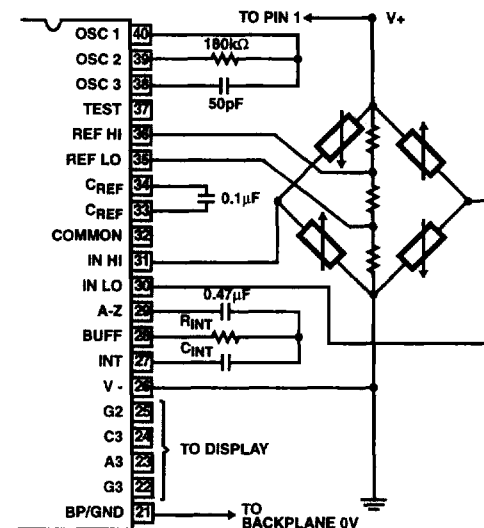 TO PIN 1
V+
OSC 1 40
180kΩ
OSC 2 39
OSC 3 38
50pF
TEST 37
REF HI 36
REF LO 35
CREF 34
0.1µF
CREF 33
COMMON 32
IN HI 31
IN LO 30
0.47µF
A-Z 29
RINT
BUFF 28
CINT
INT 27
V - 26
G2 25
C3 24
TO DISPLAY
A3 23
G3 22
BP/GND 21
TO
BACKPLANE 0V